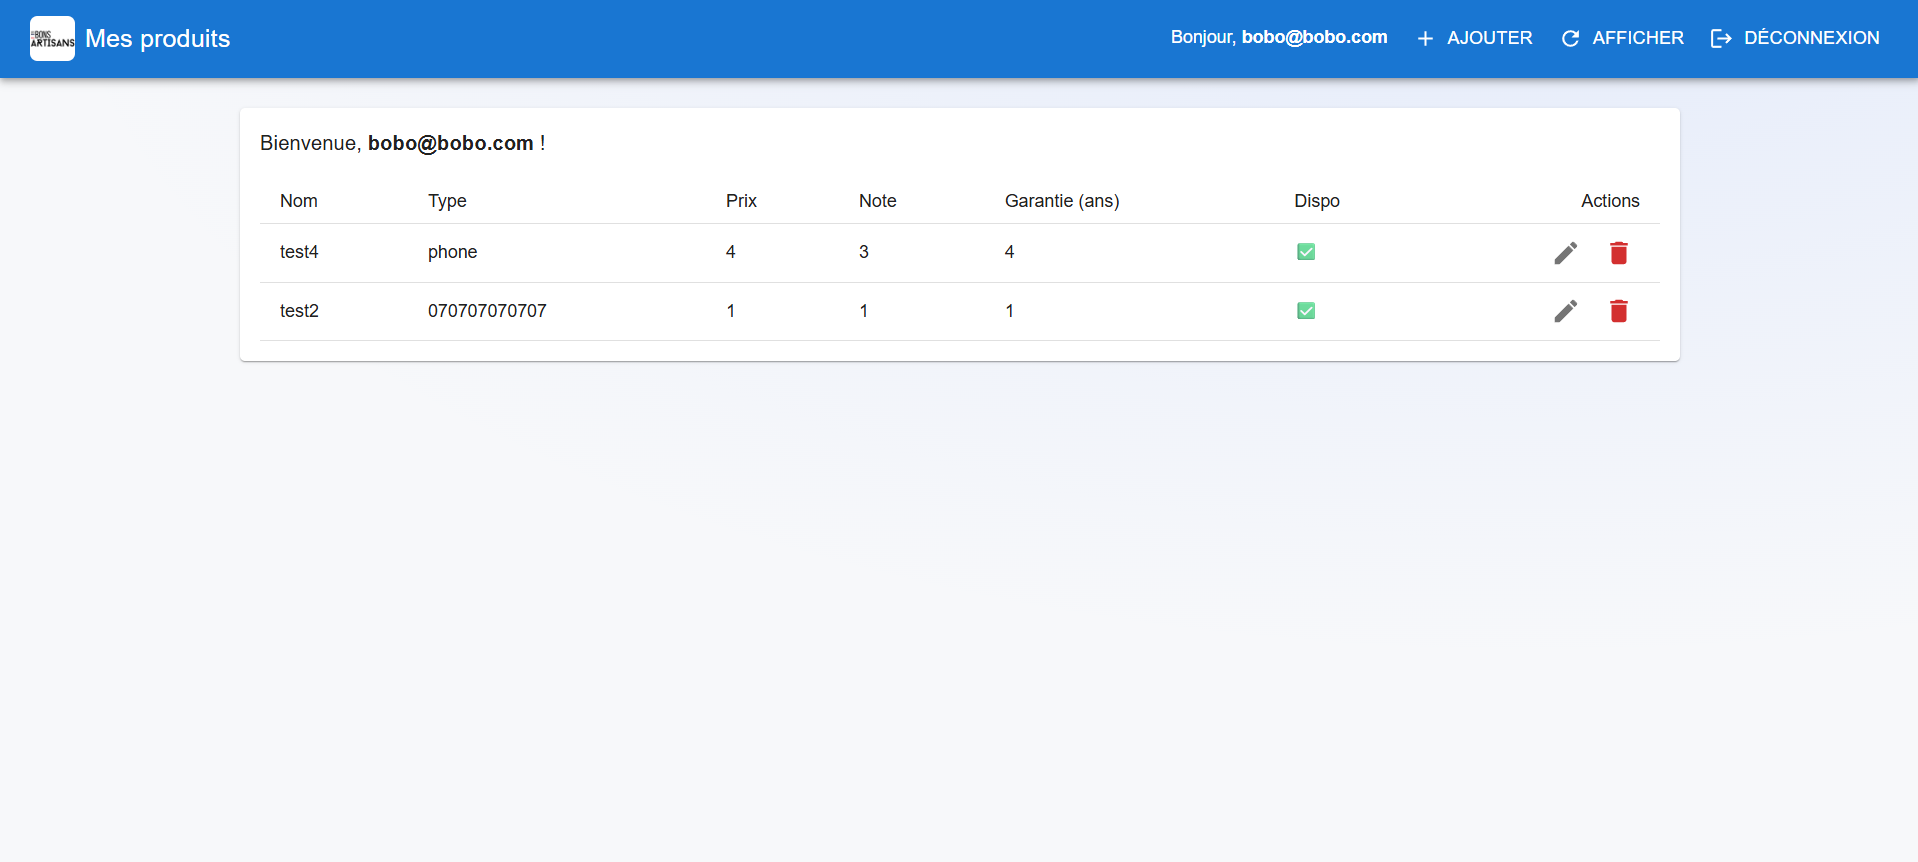 LES BONS
ARTISANS
Mes produits
Bonjour, bobo@bobo.com
AJOUTER
AFFICHER
DÉCONNEXION
Bienvenue, bobo@bobo.com !
Nom Type Prix Note Garantie (ans) Dispo Actions
test4 phone 4 3 4
test2 070707070707 1 1 1